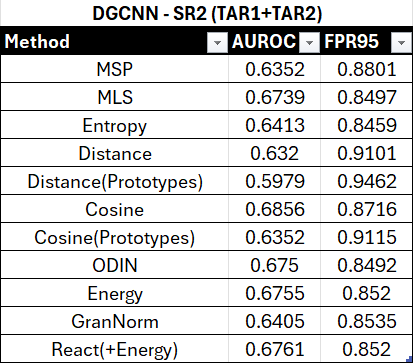 DGCNN - SR2 (TAR1+TAR2)
Method AUROC FPR95
MSP 0.6352 0.8801
MLS 0.6739 0.8497
Entropy 0.6413 0.8459
Distance 0.632 0.9101
Distance(Prototypes) 0.5979 0.9462
Cosine 0.6856 0.8716
Cosine(Prototypes) 0.6352 0.9115
ODIN 0.675 0.8492
Energy 0.6755 0.852
GranNorm 0.6405 0.8535
React(+Energy) 0.6761 0.852